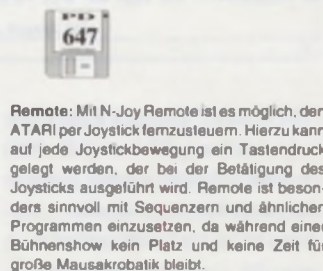 PD
647
Remote: Mit N-Joy Remote ist es möglich, den
ATARI per Joystick fernzusteuern. Hierzu kann
auf jede Joystickbewegung ein Tastendruck
gelegt werden, der bei der Betätigung des
Joysticks ausgeführt wird. Remote ist beson-
ders sinnvoll mit Sequenzern und ähnlichen
Programmen einzusetzen, da während einer
Bühnenshow kein Platz und keine Zeit für
große Mausakrobatik bleibt.